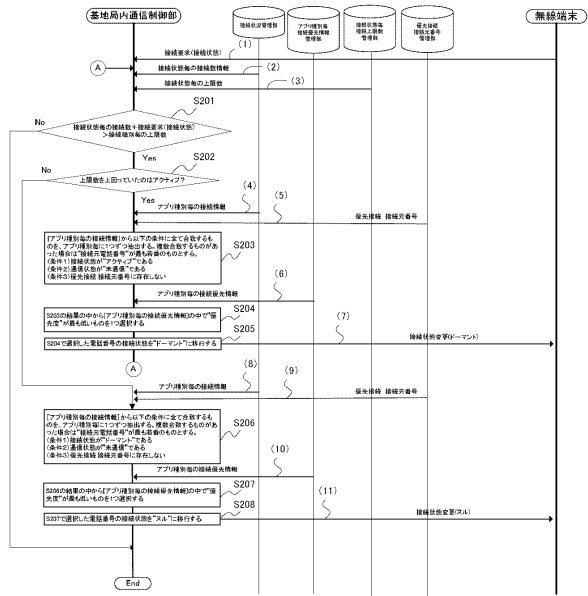 基地局内通信制御部
接続状況管理部
アプリ種別毎
接続優先情報
管理部
接続状態毎
接続上限数
管理部
優先接続
接続元番号
管理部
無線端末
接続要求(接続状態)
(1)
A
接続状態毎の接続数情報
(2)
接続状態毎の上限数
(3)
S201
No
接続状態毎の接続数+接続要求(接続状態)
>接続種別毎の上限数
Yes
S202
No
上限数を上回っていたのはアクティブ?
Yes
(4)
アプリ種別毎の接続情報
(5)
優先接続 接続元番号
[アプリ種別毎の接続情報]から以下の条件に全て合致するも
のを、アプリ種別毎に1つずつ抽出する。複数合致するものがあ
った場合は"接続元電話番号"が最も若番のものとする。
(条件1)接続状態が"アクティブ"である
(条件2)通信状態が"未通信"である
(条件3)優先接続 接続元番号に存在しない
S203
(6)
アプリ種別毎の接続優先情報
S204
S203の結果の中から[アプリ種別毎の接続優先情報]の中で"優
先度"が最も低いものを1つ選択する
S205
(7)
S204で選択した電話番号の接続状態を"ドーマント"に移行する
接続状態変更(ドーマント)
A
(8)
アプリ種別毎の接続情報
(9)
優先接続 接続元番号
[アプリ種別毎の接続情報]から以下の条件に全て合致するも
のを、アプリ種別毎に1つずつ抽出する。複数合致するものがあ
った場合は"接続元電話番号"が最も若番のものとする。
(条件1)接続状態が"ドーマント"である
(条件2)通信状態が"未通信"である
(条件3)優先接続 接続元番号に存在しない
S206
(10)
アプリ種別毎の接続優先情報
S207
S206の結果の中から[アプリ種別毎の接続優先情報]の中で"優
先度"が最も低いものを1つ選択する
S208
(11)
S207で選択した電話番号の接続状態を"ヌル"に移行する
接続状態変更(ヌル)
End